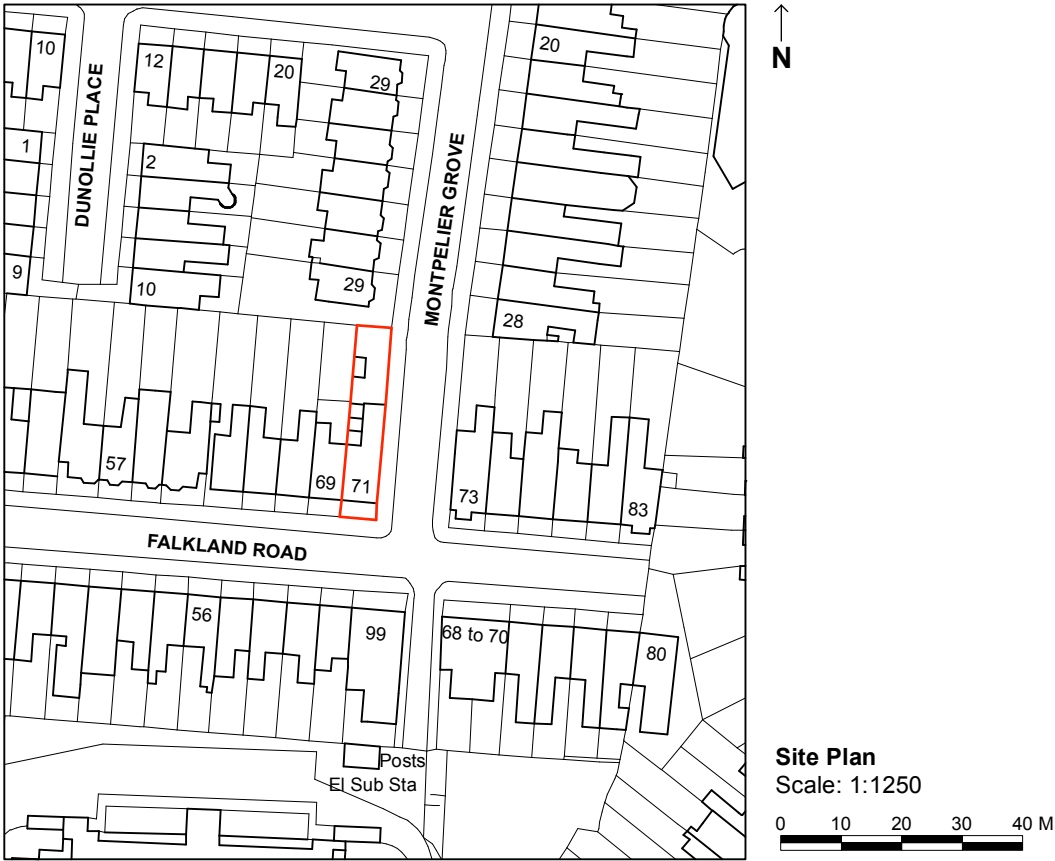 10
12
20
29
20
N
DUNOLLIE PLACE
1
2
MONTPELIER GROVE
9
10
29
28
57
69
71
73
83
FALKLAND ROAD
56
99
68 to 70
80
Posts
El Sub Sta
Site Plan
Scale: 1:1250
0 10 20 30 40 M